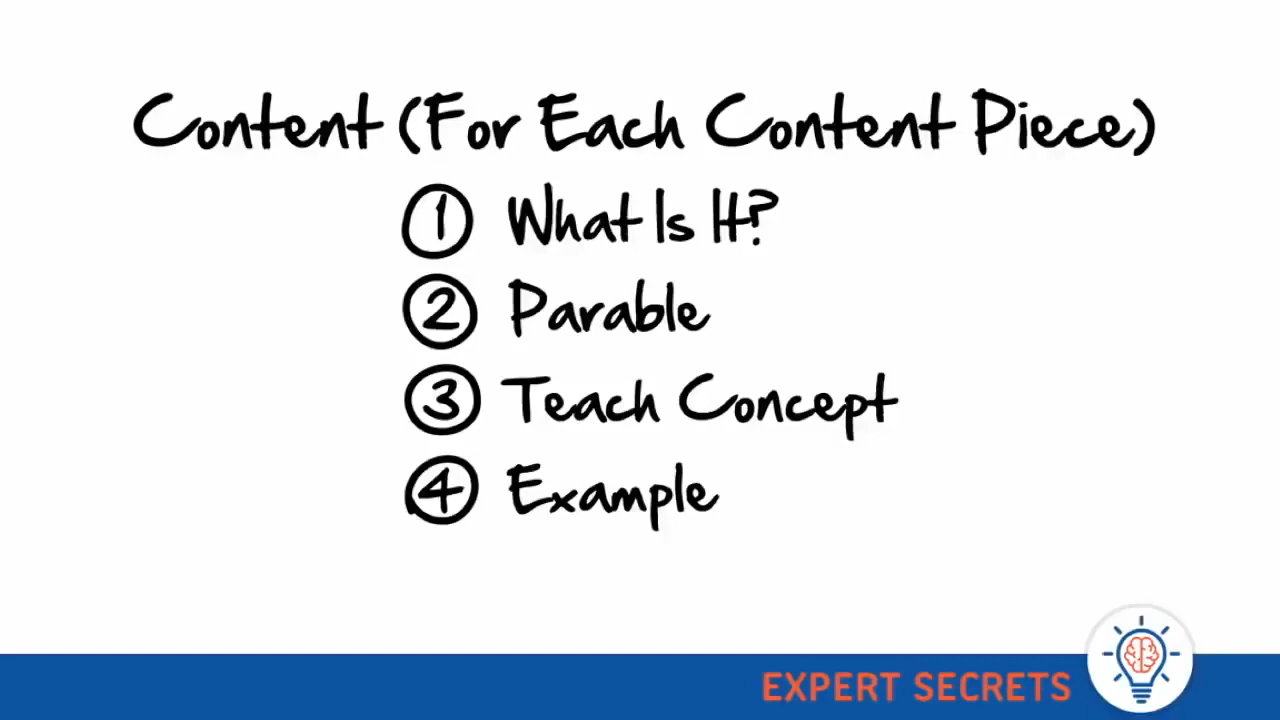 Content (For Each Content Piece)
① What Is It?
② Parable
③ Teach Concept
④ Example
EXPERT SECRETS